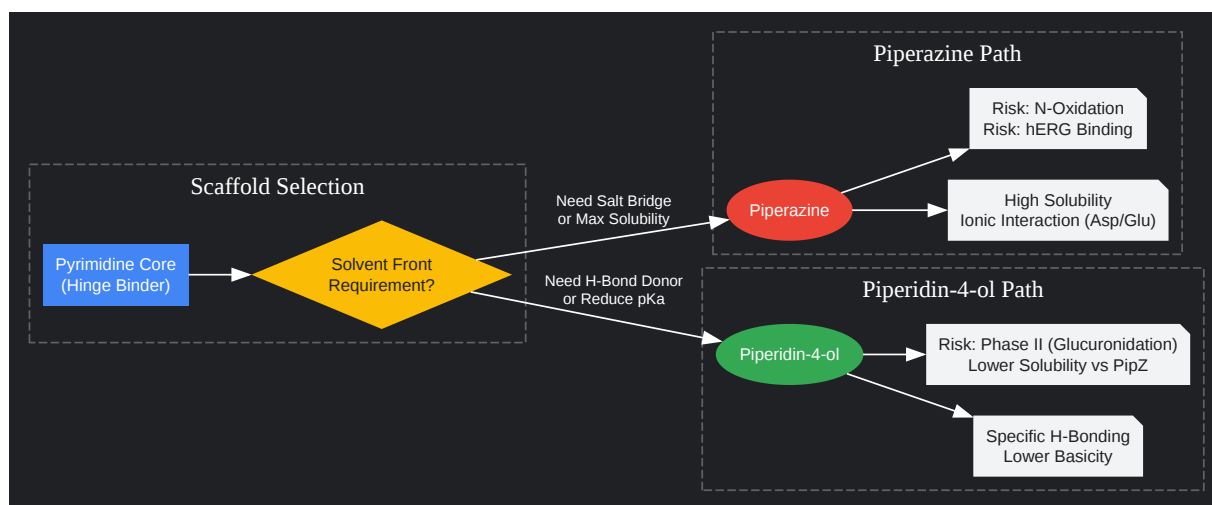 Scaffold Selection
Pyrimidine Core
(Hinge Binder)
Solvent Front
Requirement?
Need Salt Bridge
or Max Solubility
Need H-Bond Donor
or Reduce pKa
Piperazine Path
Piperazine
Risk: N-Oxidation
Risk: hERG Binding
High Solubility
Ionic Interaction (Asp/Glu)
Piperidin-4-ol Path
Piperidin-4-ol
Risk: Phase II (Glucuronidation)
Lower Solubility vs PipZ
Specific H-Bonding
Lower Basicity